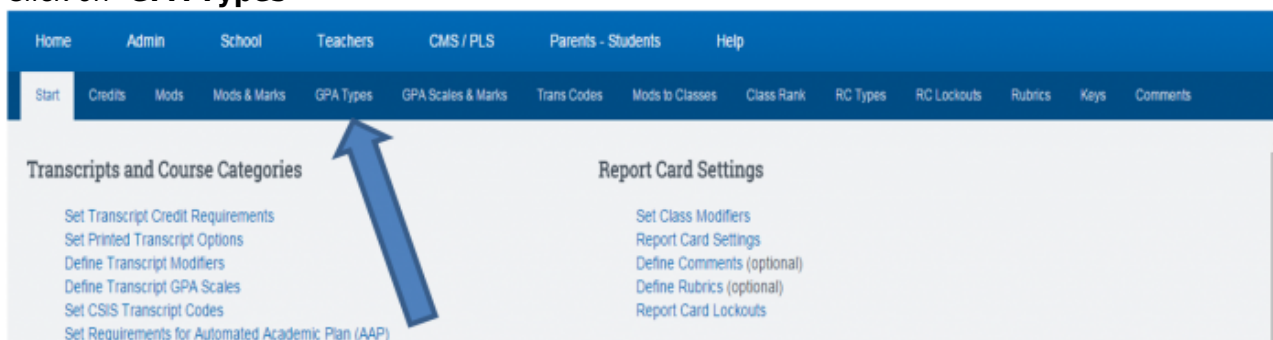 Home Admin School Teachers CMS / PLS Parents - Students Help
Start Credits Mods Mods & Marks GPA Types GPA Scales & Marks Trans Codes Mods to Classes Class Rank RC Types RC Lockouts Rubrics Keys Comments
Transcripts and Course Categories
Set Transcript Credit Requirements
Set Printed Transcript Options
Define Transcript Modifiers
Define Transcript GPA Scales
Set CSIS Transcript Codes
Set Requirements for Automated Academic Plan (AAP)
Report Card Settings
Set Class Modifiers
Report Card Settings
Define Comments (optional)
Define Rubrics (optional)
Report Card Lockouts